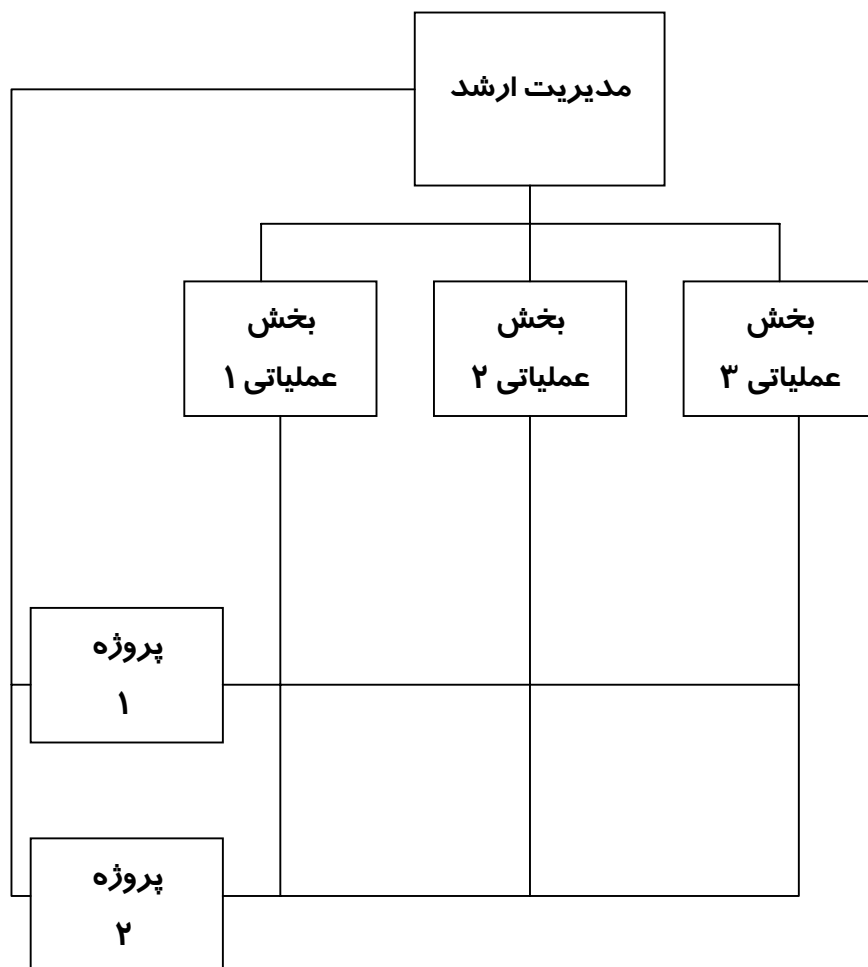 مدیریت ارشد
بخش
عملیاتی ۱
بخش
عملیاتی ۲
بخش
عملیاتی ۳
پروژه
۱
پروژه
۲